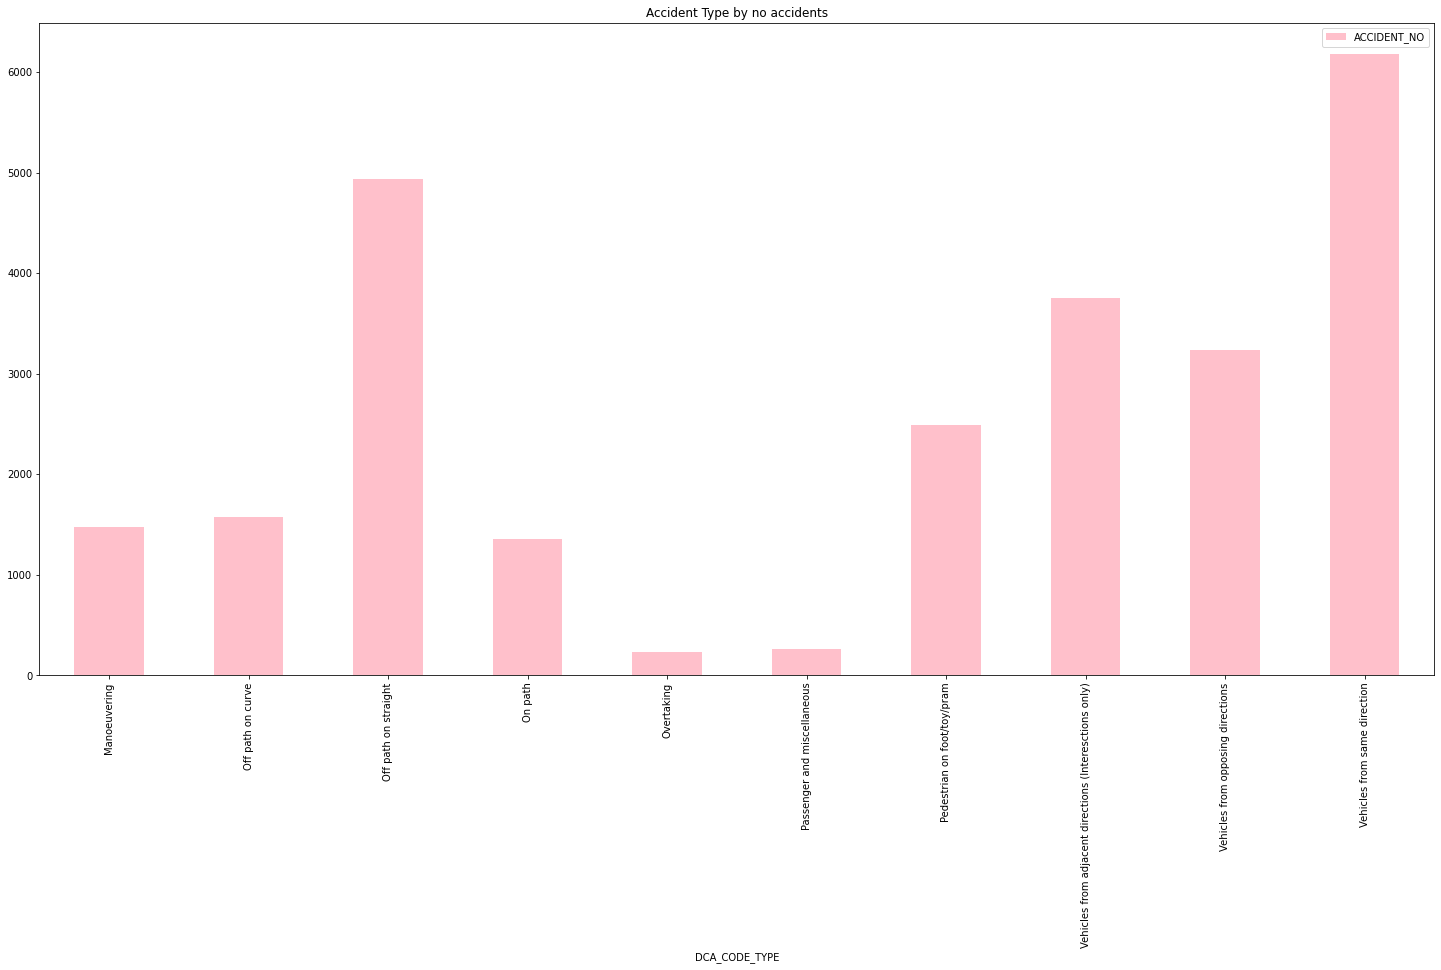 Accident Type by no accidents
ACCIDENT_NO
6000
5000
4000
3000
2000
1000
0
Manoeuvering
Off path on curve
Off path on straight
On path
Overtaking
Passenger and miscellaneous
Pedestrian on foot/toy/pram
Vehicles from adjacent directions (Interesctions only)
Vehicles from opposing directions
Vehicles from same direction
DCA_CODE_TYPE